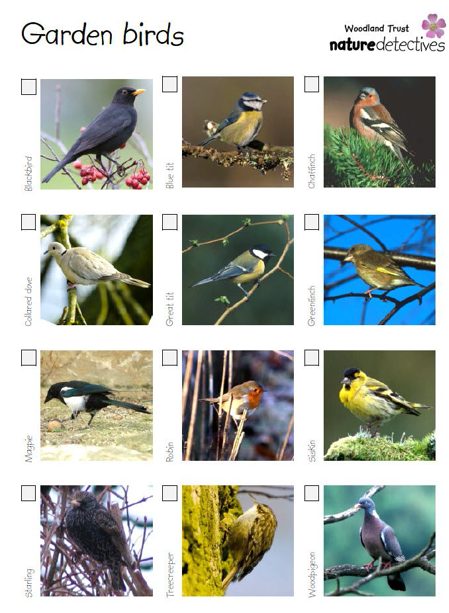 Garden birds
Woodland Trust
naturedetectives
Blackbird
Blue tit
Chaffinch
Collared dove
Great tit
Greenfinch
Magpie
Robin
Siskin
Starling
Treecreeper
Woodpigeon